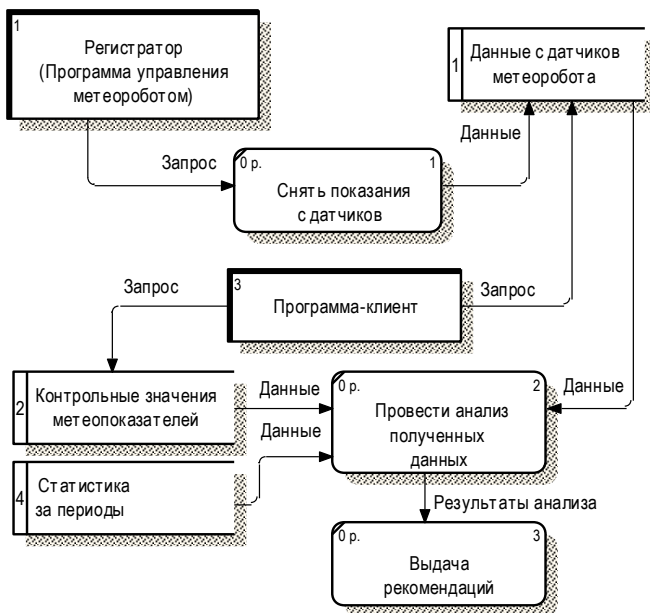 1
Регистратор
(Программа управления
метеороботом)
1
Данные с датчиков
метеоробота
Запрос
Данные
0 р.
1
Снять показания
с датчиков
Запрос
3
Программа-клиент
Запрос
2
Контрольные значения
метеопоказателей
Данные
Данные
0 р.
2
Провести анализ
полученных
данных
Данные
4
Статистика
за периоды
Результаты анализа
0 р.
3
Выдача
рекомендаций